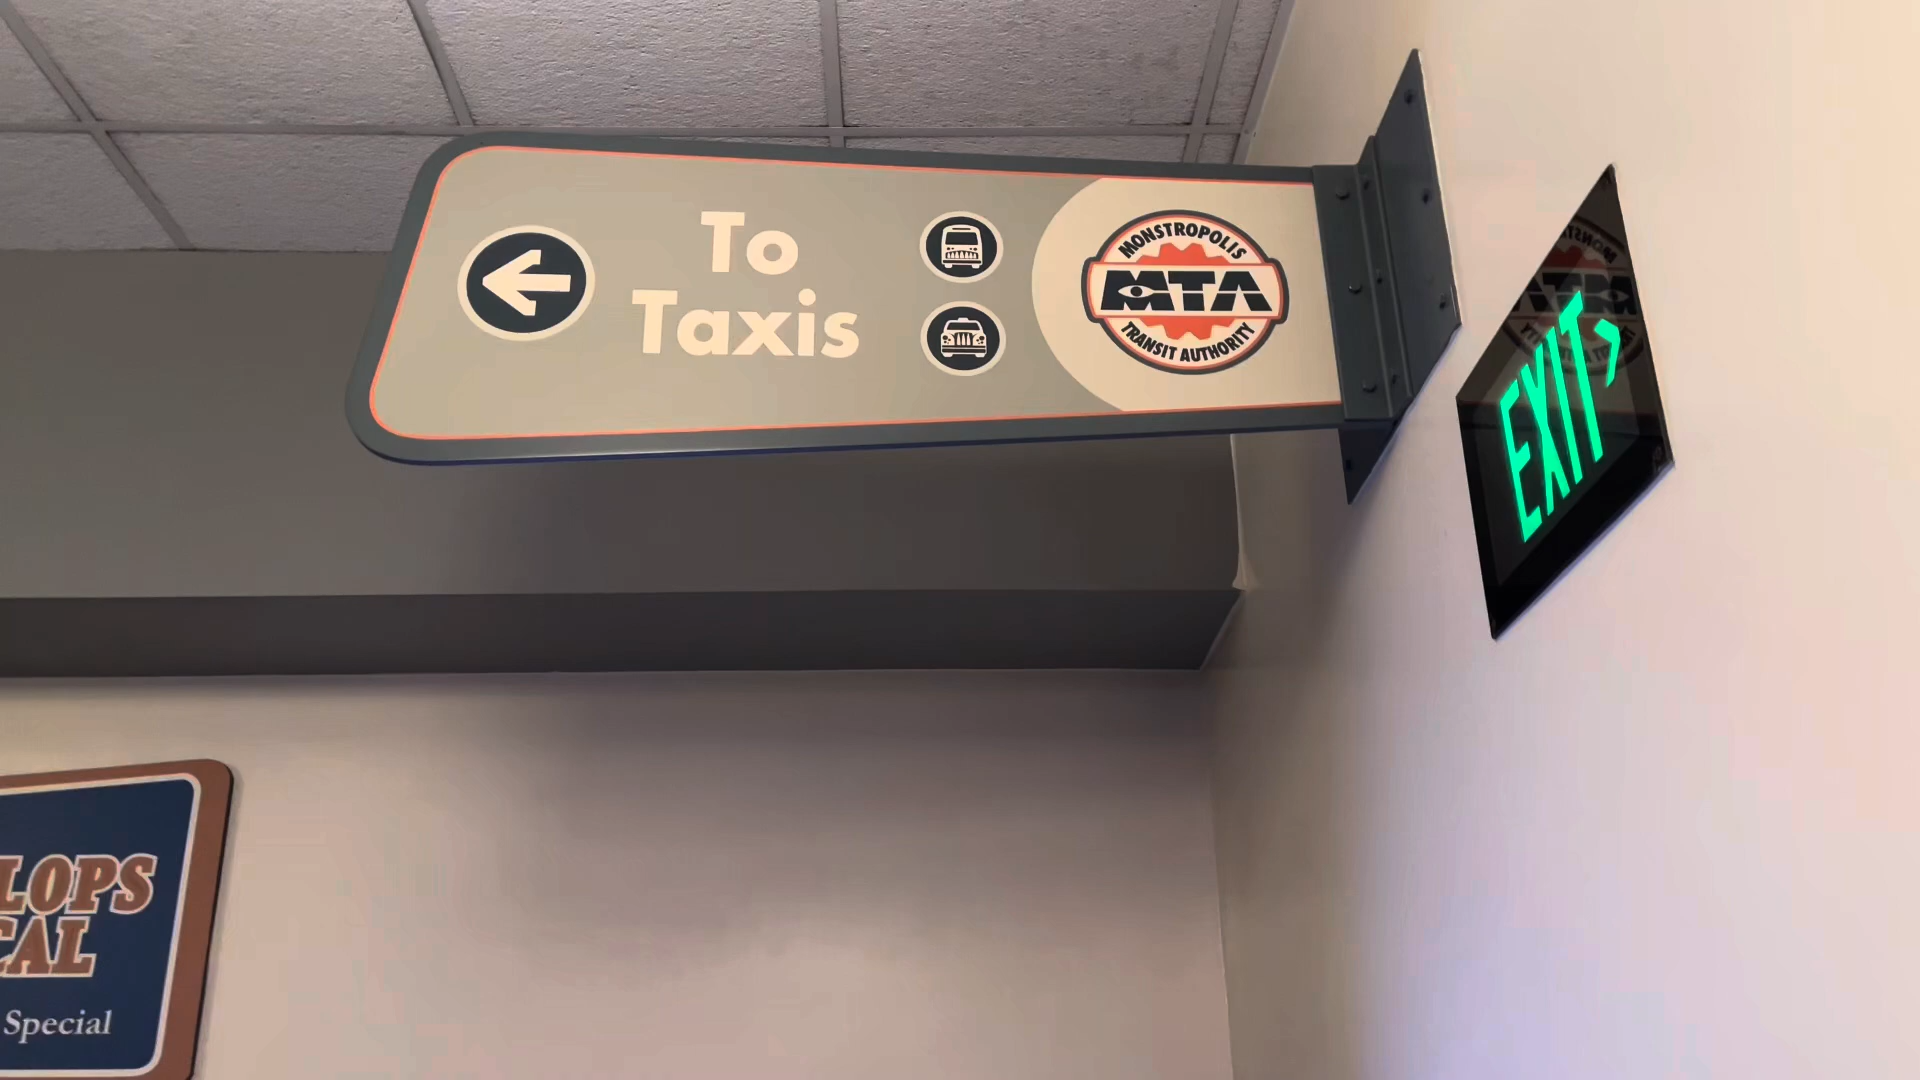 To
Taxis
MONSTROPOLIS
MTA
TRANSIT AUTHORITY
EXIT >
LOPS
CAL
Special